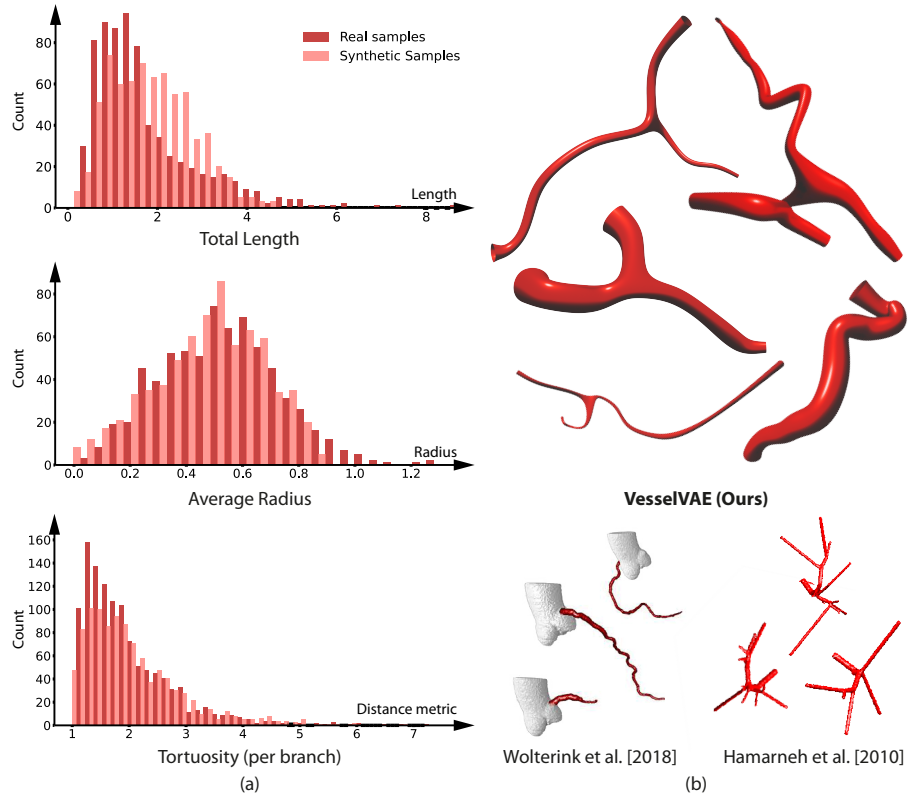 Real samples
Synthetic Samples
Count
80
60
40
20
0
0
2
4
6
8
Length
Total Length
Count
80
60
40
20
0
0.0
0.2
0.4
0.6
0.8
1.0
1.2
Radius
Average Radius
Count
160
140
120
100
80
60
40
20
0
1
2
3
4
5
6
7
Distance metric
Tortuosity (per branch)
(a)
VesselVAE (Ours)
Wolterink et al. [2018]
Hamarneh et al. [2010]
(b)